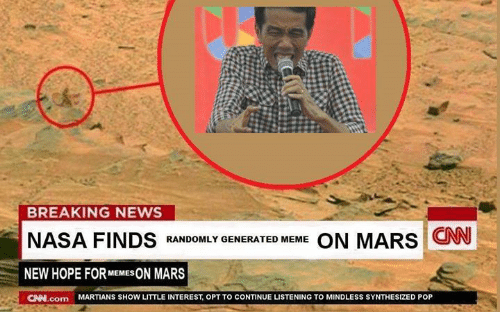 BREAKING NEWS
NASA FINDS RANDOMLY GENERATED MEME ON MARS CNN
NEW HOPE FOR MEMES ON MARS
CNN.com MARTIANS SHOW LITTLE INTEREST, OPT TO CONTINUE LISTENING TO MINDLESS SYNTHESIZED POP